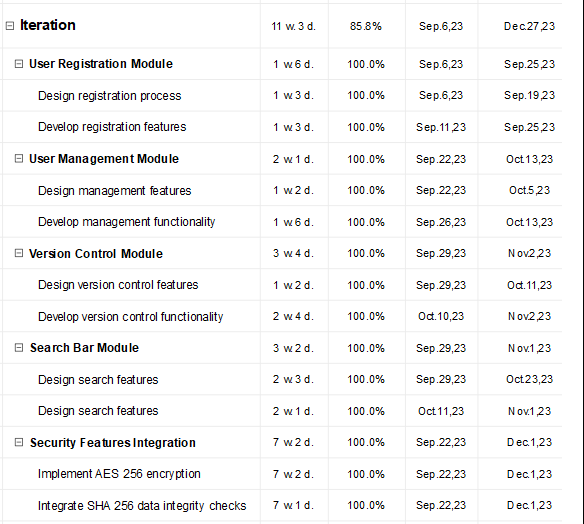 Iteration 11 w. 3 d. 85.8% Sep.6,23 Dec.27,23
User Registration Module 1 w. 6 d. 100.0% Sep.6,23 Sep.25,23
Design registration process 1 w. 3 d. 100.0% Sep.6,23 Sep.19,23
Develop registration features 1 w. 3 d. 100.0% Sep.11,23 Sep.25,23
User Management Module 2 w. 1 d. 100.0% Sep.22,23 Oct.13,23
Design management features 1 w. 2 d. 100.0% Sep.22,23 Oct.5,23
Develop management functionality 1 w. 6 d. 100.0% Sep.26,23 Oct.13,23
Version Control Module 3 w. 4 d. 100.0% Sep.29,23 Nov.2,23
Design version control features 1 w. 2 d. 100.0% Sep.29,23 Oct.11,23
Develop version control functionality 2 w. 4 d. 100.0% Oct.10,23 Nov.2,23
Search Bar Module 3 w. 2 d. 100.0% Sep.29,23 Nov.1,23
Design search features 2 w. 3 d. 100.0% Sep.29,23 Oct.23,23
Design search features 2 w. 1 d. 100.0% Oct.11,23 Nov.1,23
Security Features Integration 7 w. 2 d. 100.0% Sep.22,23 Dec.1,23
Implement AES 256 encryption 7 w. 2 d. 100.0% Sep.22,23 Dec.1,23
Integrate SHA 256 data integrity checks 7 w. 1 d. 100.0% Sep.22,23 Dec.1,23